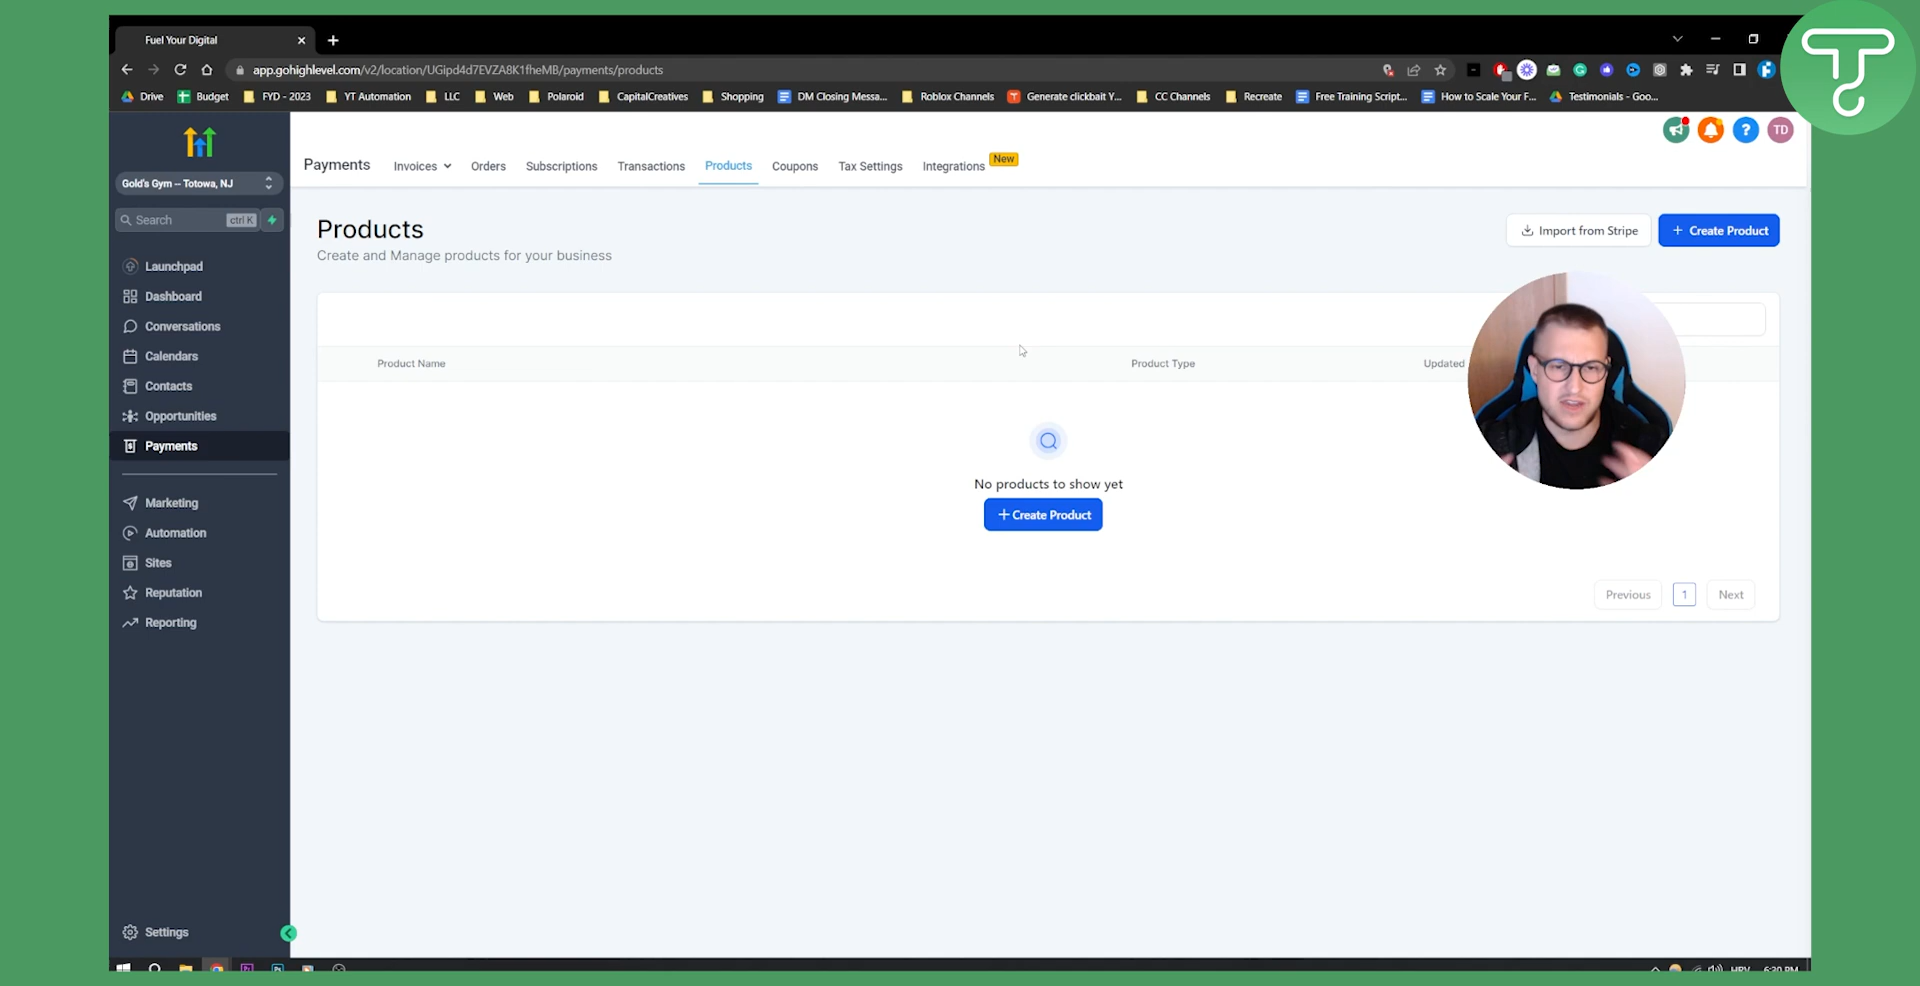 Fuel Your Digital
app.gohighlevel.com/v2/location/UGipd4d7EVZA8K1fheMB/payments/products
Drive Budget FYD - 2023 YT Automation LLC Web Polaroid CapitalCreatives Shopping DM Closing Messa... Roblox Channels Generate clickbait Y... CC Channels Recreate Free Training Script... How to Scale Your F... Testimonials - Goo...
TD
Payments Invoices Orders Subscriptions Transactions Products Coupons Tax Settings Integrations New
Gold's Gym – Totowa, NJ
Search ctrl K
Products
Create and Manage products for your business
Import from Stripe
+ Create Product
Launchpad
Dashboard
Conversations
Calendars
Contacts
Opportunities
Payments
Marketing
Automation
Sites
Reputation
Reporting
Settings
Product Name Product Type Updated
No products to show yet
+ Create Product
Previous 1 Next
HRV 6:20 PM